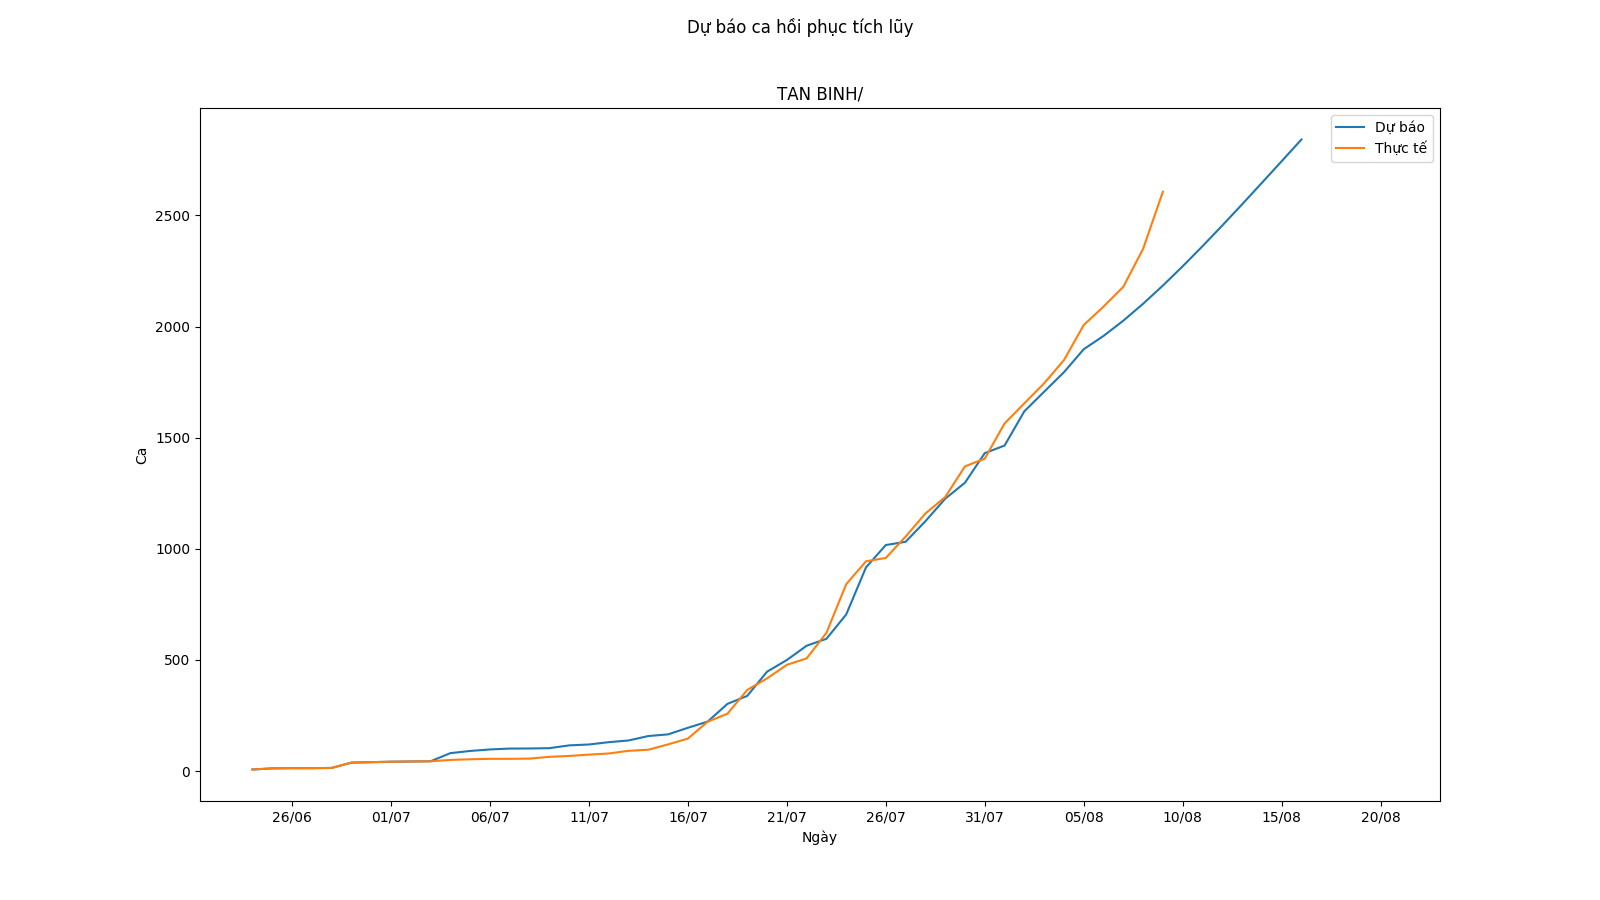 Dự báo ca hồi phục tích lũy
TAN BINH/
Dự báo
Thực tế
2500
2000
1500
1000
500
0
Ca
26/06 01/07 06/07 11/07 16/07 21/07 26/07 31/07 05/08 10/08 15/08 20/08
Ngày